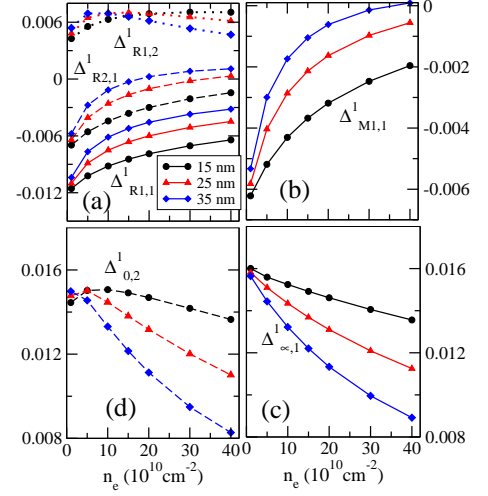 0.006
0
-0.006
-0.012
Δ¹R1,2
Δ¹R2,1
Δ¹R1,1
(a)
15 nm
25 nm
35 nm
0
-0.002
-0.004
-0.006
Δ¹M1,1
(b)
0.016
0.012
0.008
Δ¹0,2
(d)
0 10 20 30 40
nₑ (10¹⁰cm⁻²)
0.016
0.012
0.008
Δ¹∞,1
(c)
0 10 20 30 40
nₑ (10¹⁰cm⁻²)